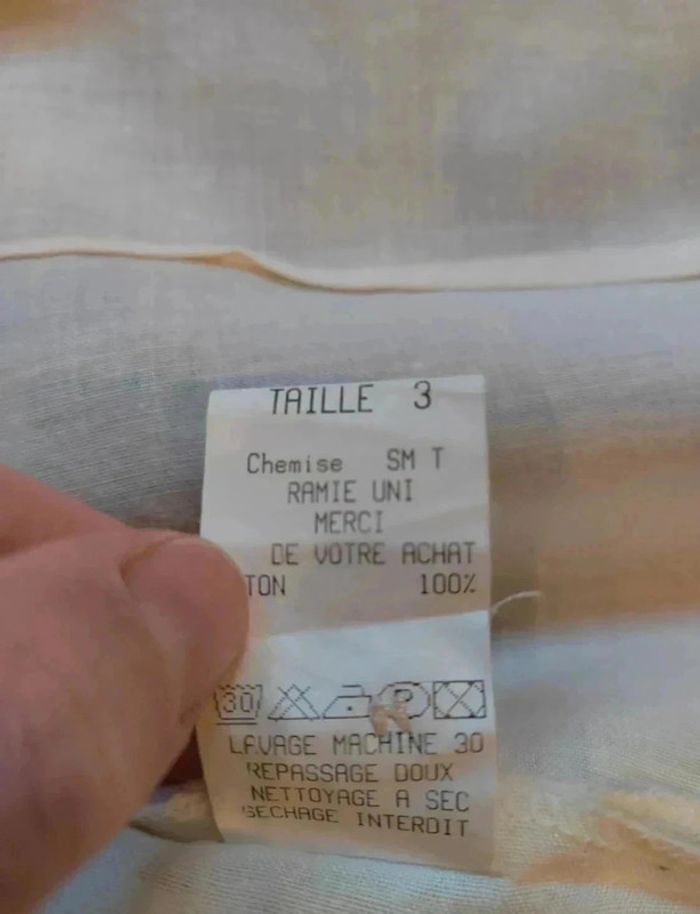 TAILLE 3
Chemise SM T
RAMIE UNI
MERCI
DE VOTRE ACHAT
TON 100%
30 P
LAVAGE MACHINE 30
REPASSAGE DOUX
NETTOYAGE A SEC
SECHAGE INTERDIT